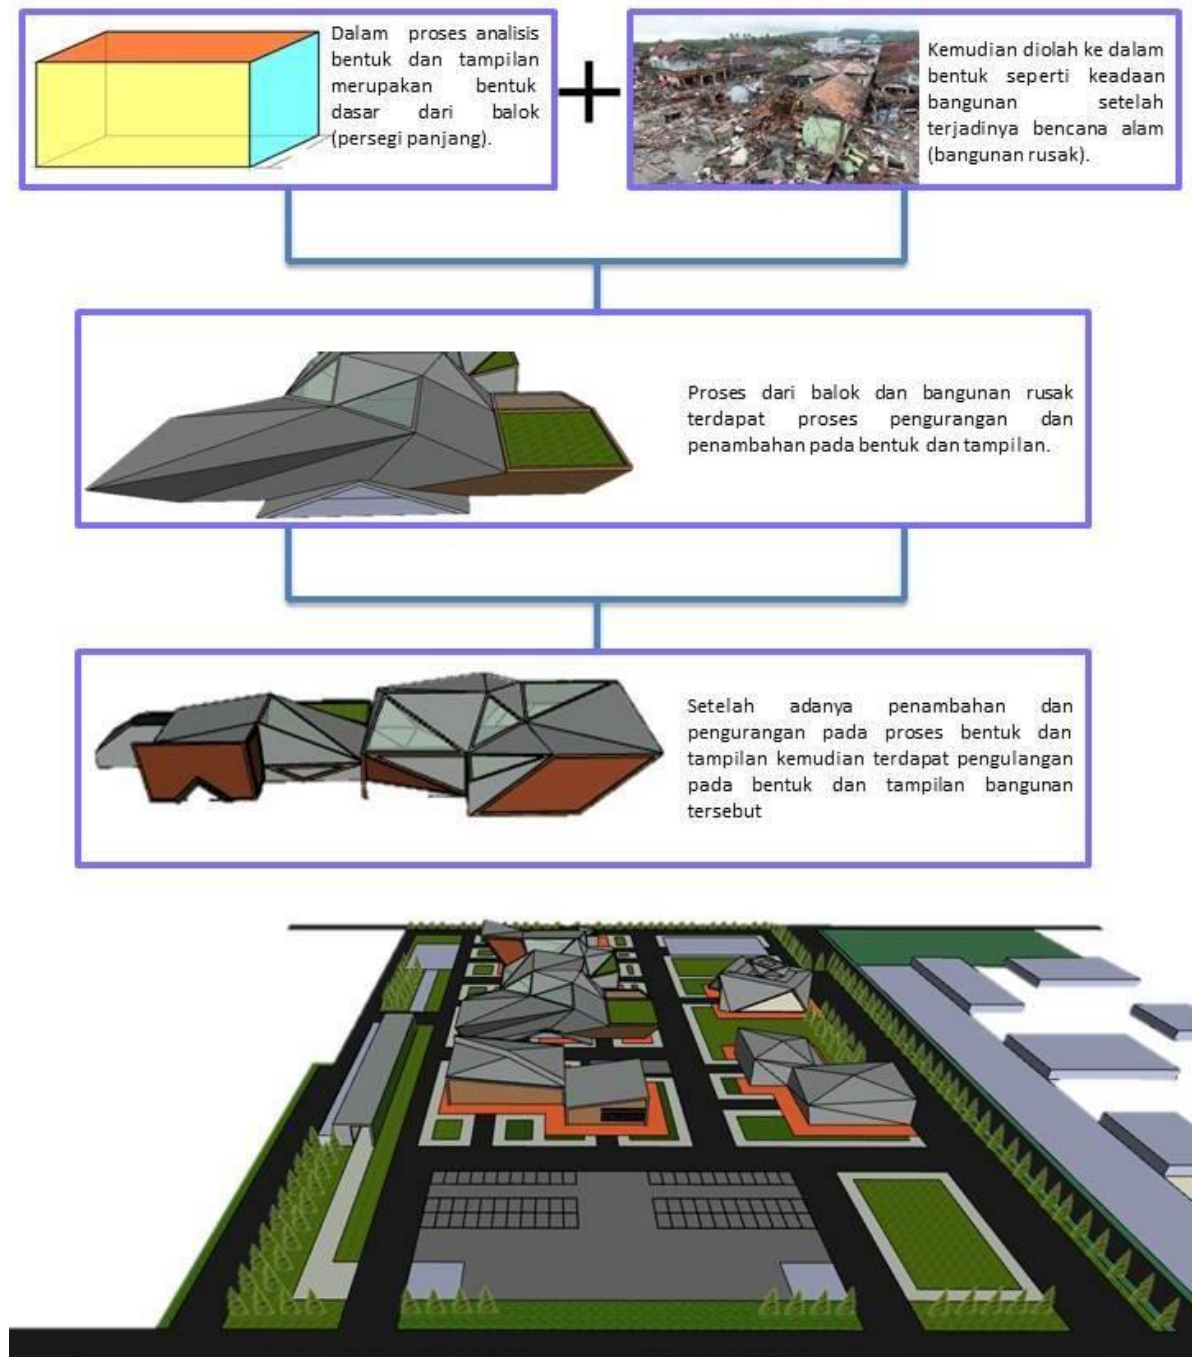 Dalam proses analisis
bentuk dan tampilan
merupakan bentuk
dasar dari balok
(persegi panjang).
Kemudian diolah ke dalam
bentuk seperti keadaan
bangunan setelah
terjadinya bencana alam
(bangunan rusak).
Proses dari balok dan bangunan rusak
terdapat proses pengurangan dan
penambahan pada bentuk dan tampilan.
Setelah adanya penambahan dan
pengurangan pada proses bentuk dan
tampilan kemudian terdapat pengulangan
pada bentuk dan tampilan bangunan
tersebut